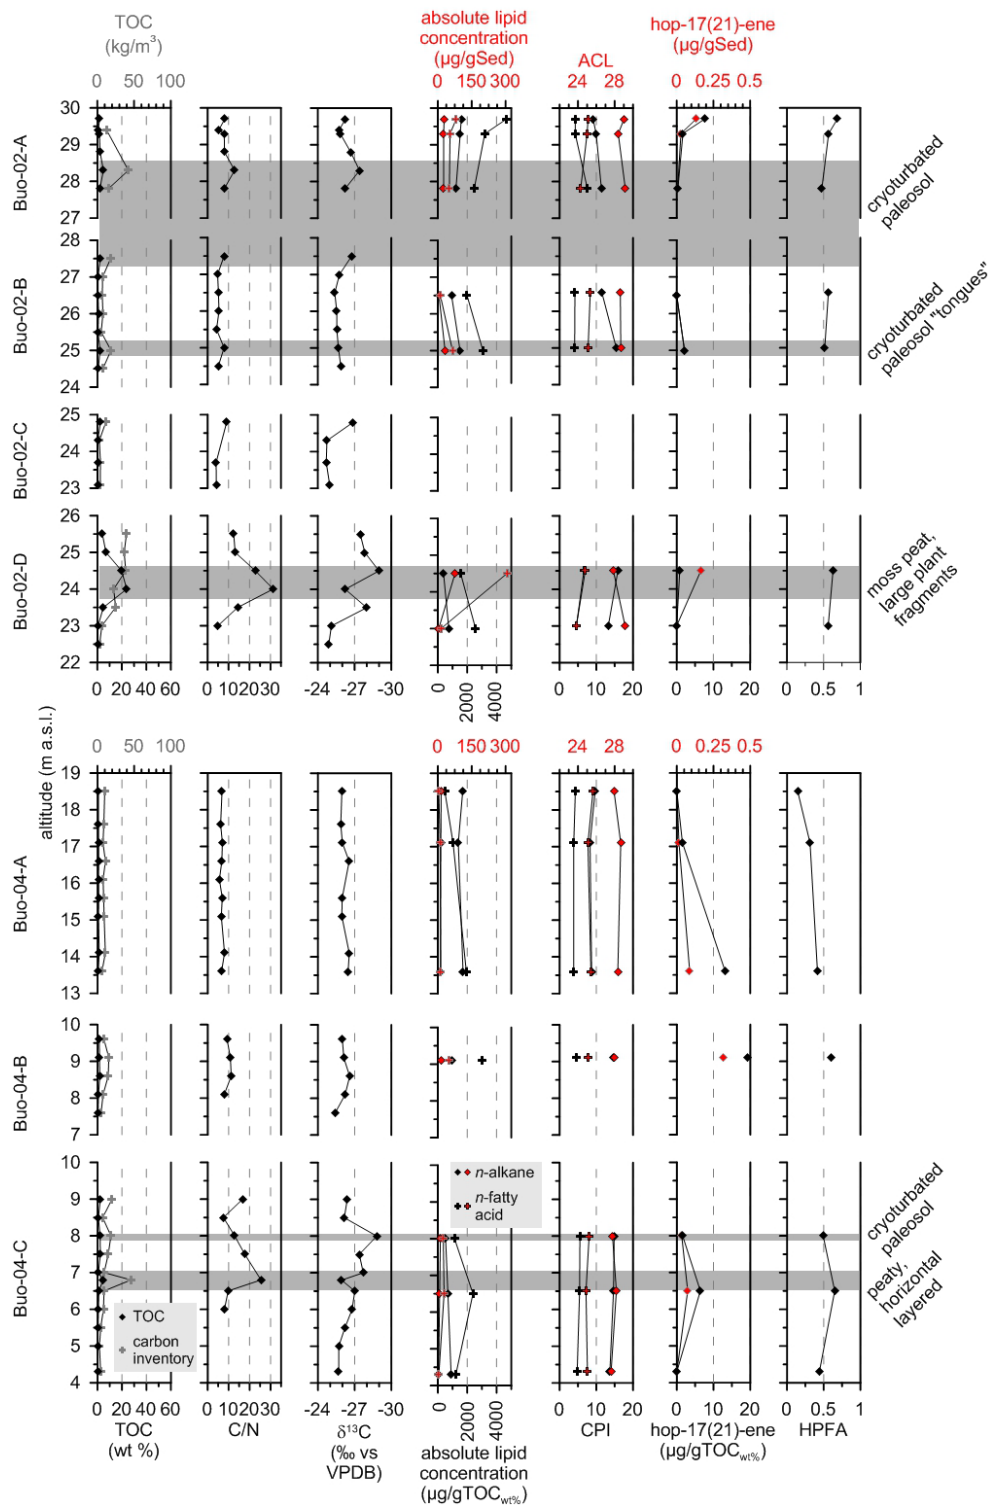 TOC
(kg/m³)
0 50 100
absolute lipid
concentration
(µg/gSed)
0 150 300
ACL
24 28
hop-17(21)-ene
(µg/gSed)
0 0.25 0.5
Buo-02-A
30
29
28
27
cryoturbated
paleosol
Buo-02-B
28
27
26
25
24
cryoturbated
paleosol "tongues"
Buo-02-C
25
24
23
Buo-02-D
26
25
24
23
22
moss peat,
large plant
fragments
0 20 40 60
0 10 20 30
-24 -27 -30
0 2000 4000
0 10 20
0 10 20
0 0.5 1
altitude (m a.s.l.)
0 50 100
0 150 300
24 28
0 0.25 0.5
Buo-04-A
19
18
17
16
15
14
13
Buo-04-B
10
9
8
7
Buo-04-C
10
9
8
7
6
5
4
n-alkane
n-fatty
acid
TOC
carbon
inventory
cryoturbated
paleosol
peaty,
horizontal
layered
0 20 40 60
TOC
(wt %)
0 10 20 30
C/N
-24 -27 -30
δ¹³C
(‰ vs
VPDB)
0 2000 4000
absolute lipid
concentration
(µg/gTOCwt%)
0 10 20
CPI
0 10 20
hop-17(21)-ene
(µg/gTOCwt%)
0 0.5 1
HPFA